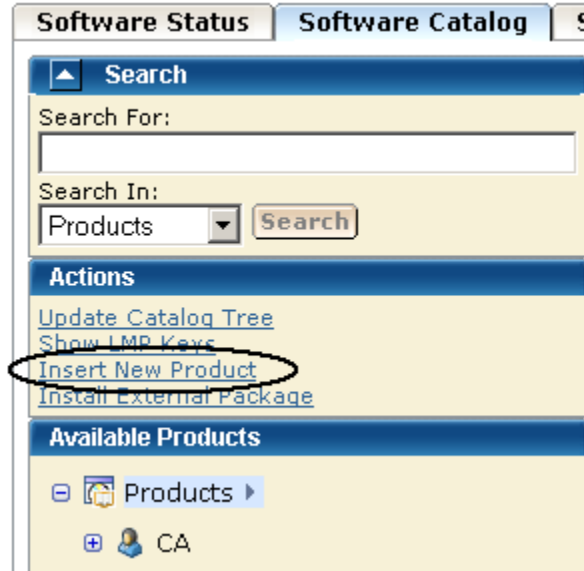 Software Status Software Catalog S
Search
Search For:
Search In:
Products Search
Actions
Update Catalog Tree
Show LMP Keys
Insert New Product
Install External Package
Available Products
Products
CA